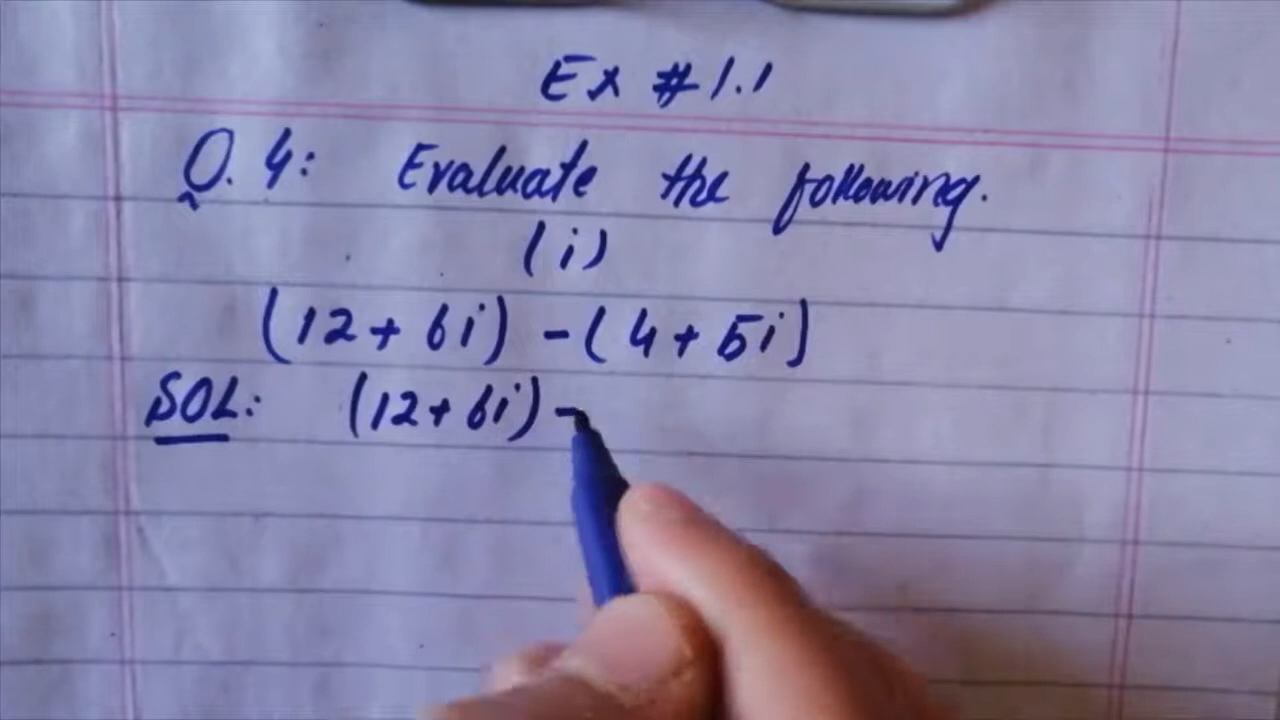 Ex # 1.1
Q. 4: Evaluate the following.
(i)
(12 + 6i) - (4 + 5i)
SOL: (12 + 6i) -